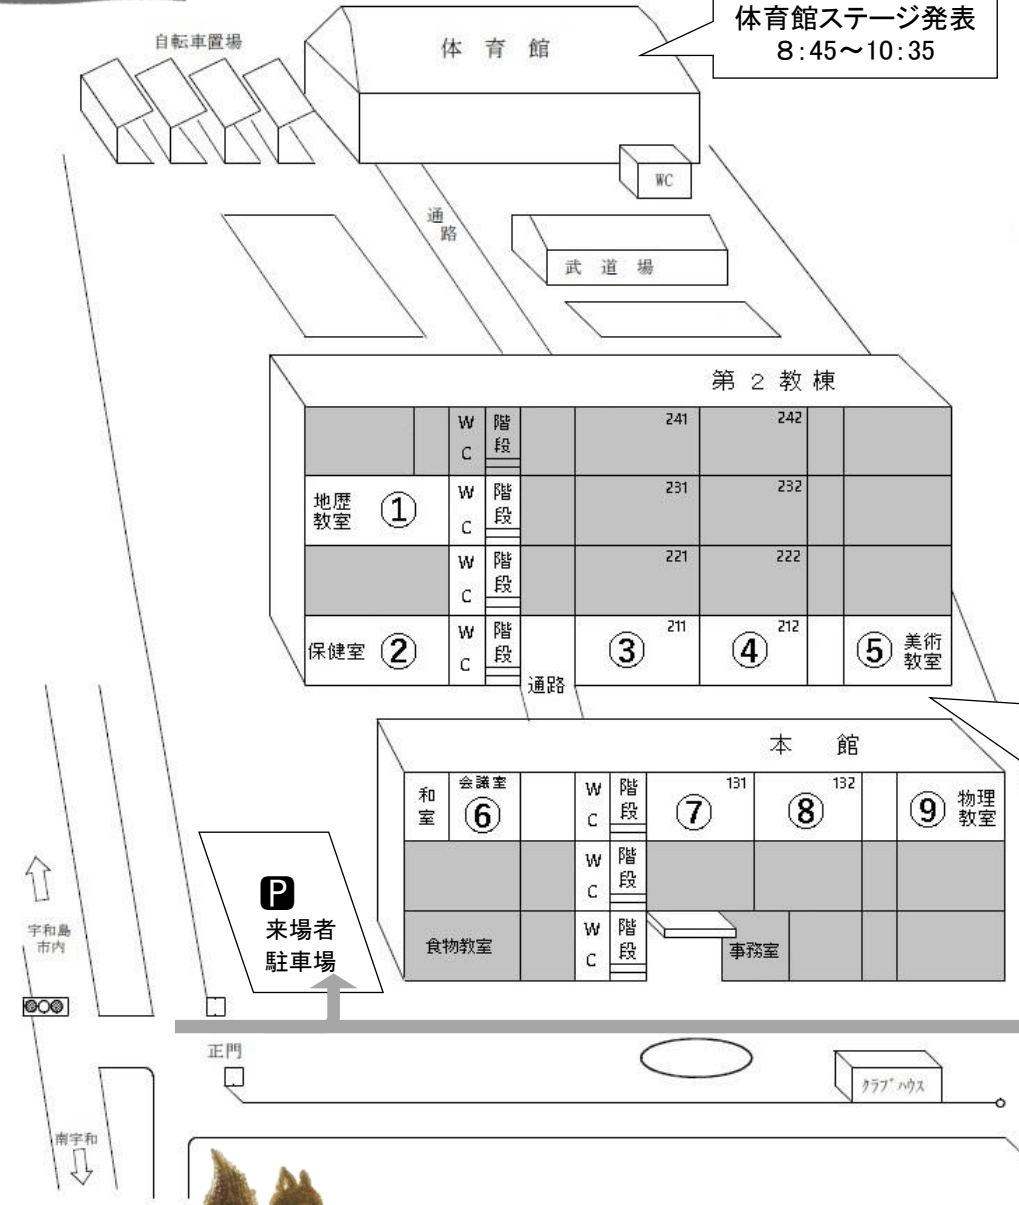 体育館ステージ発表
8:45~10:35
自転車置場
体育館
WC
通路
武道場
第2教棟
WC
階段
241
242
地歴
教室
①
WC
階段
231
232
WC
階段
221
222
保健室
②
WC
階段
通路
③
211
④
212
⑤
美術
教室
本館
和室
会議室
⑥
WC
階段
⑦
131
⑧
132
⑨
物理
教室
WC
階段
食物教室
WC
階段
事務室
P
来場者
駐車場
宇和島
市内
正門
クラブハウス
南宇和